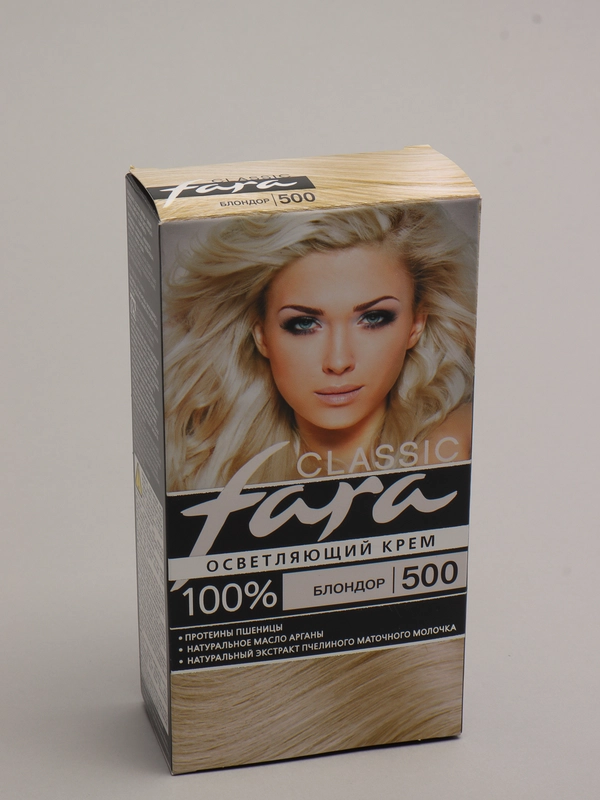 CLASSIC
fara
БЛОНДОР 500
CLASSIC
fara
ОСВЕТЛЯЮЩИЙ КРЕМ
100% БЛОНДОР 500
• ПРОТЕИНЫ ПШЕНИЦЫ
• НАТУРАЛЬНОЕ МАСЛО АРГАНЫ
• НАТУРАЛЬНЫЙ ЭКСТРАКТ ПЧЕЛИНОГО МАТОЧНОГО МОЛОЧКА